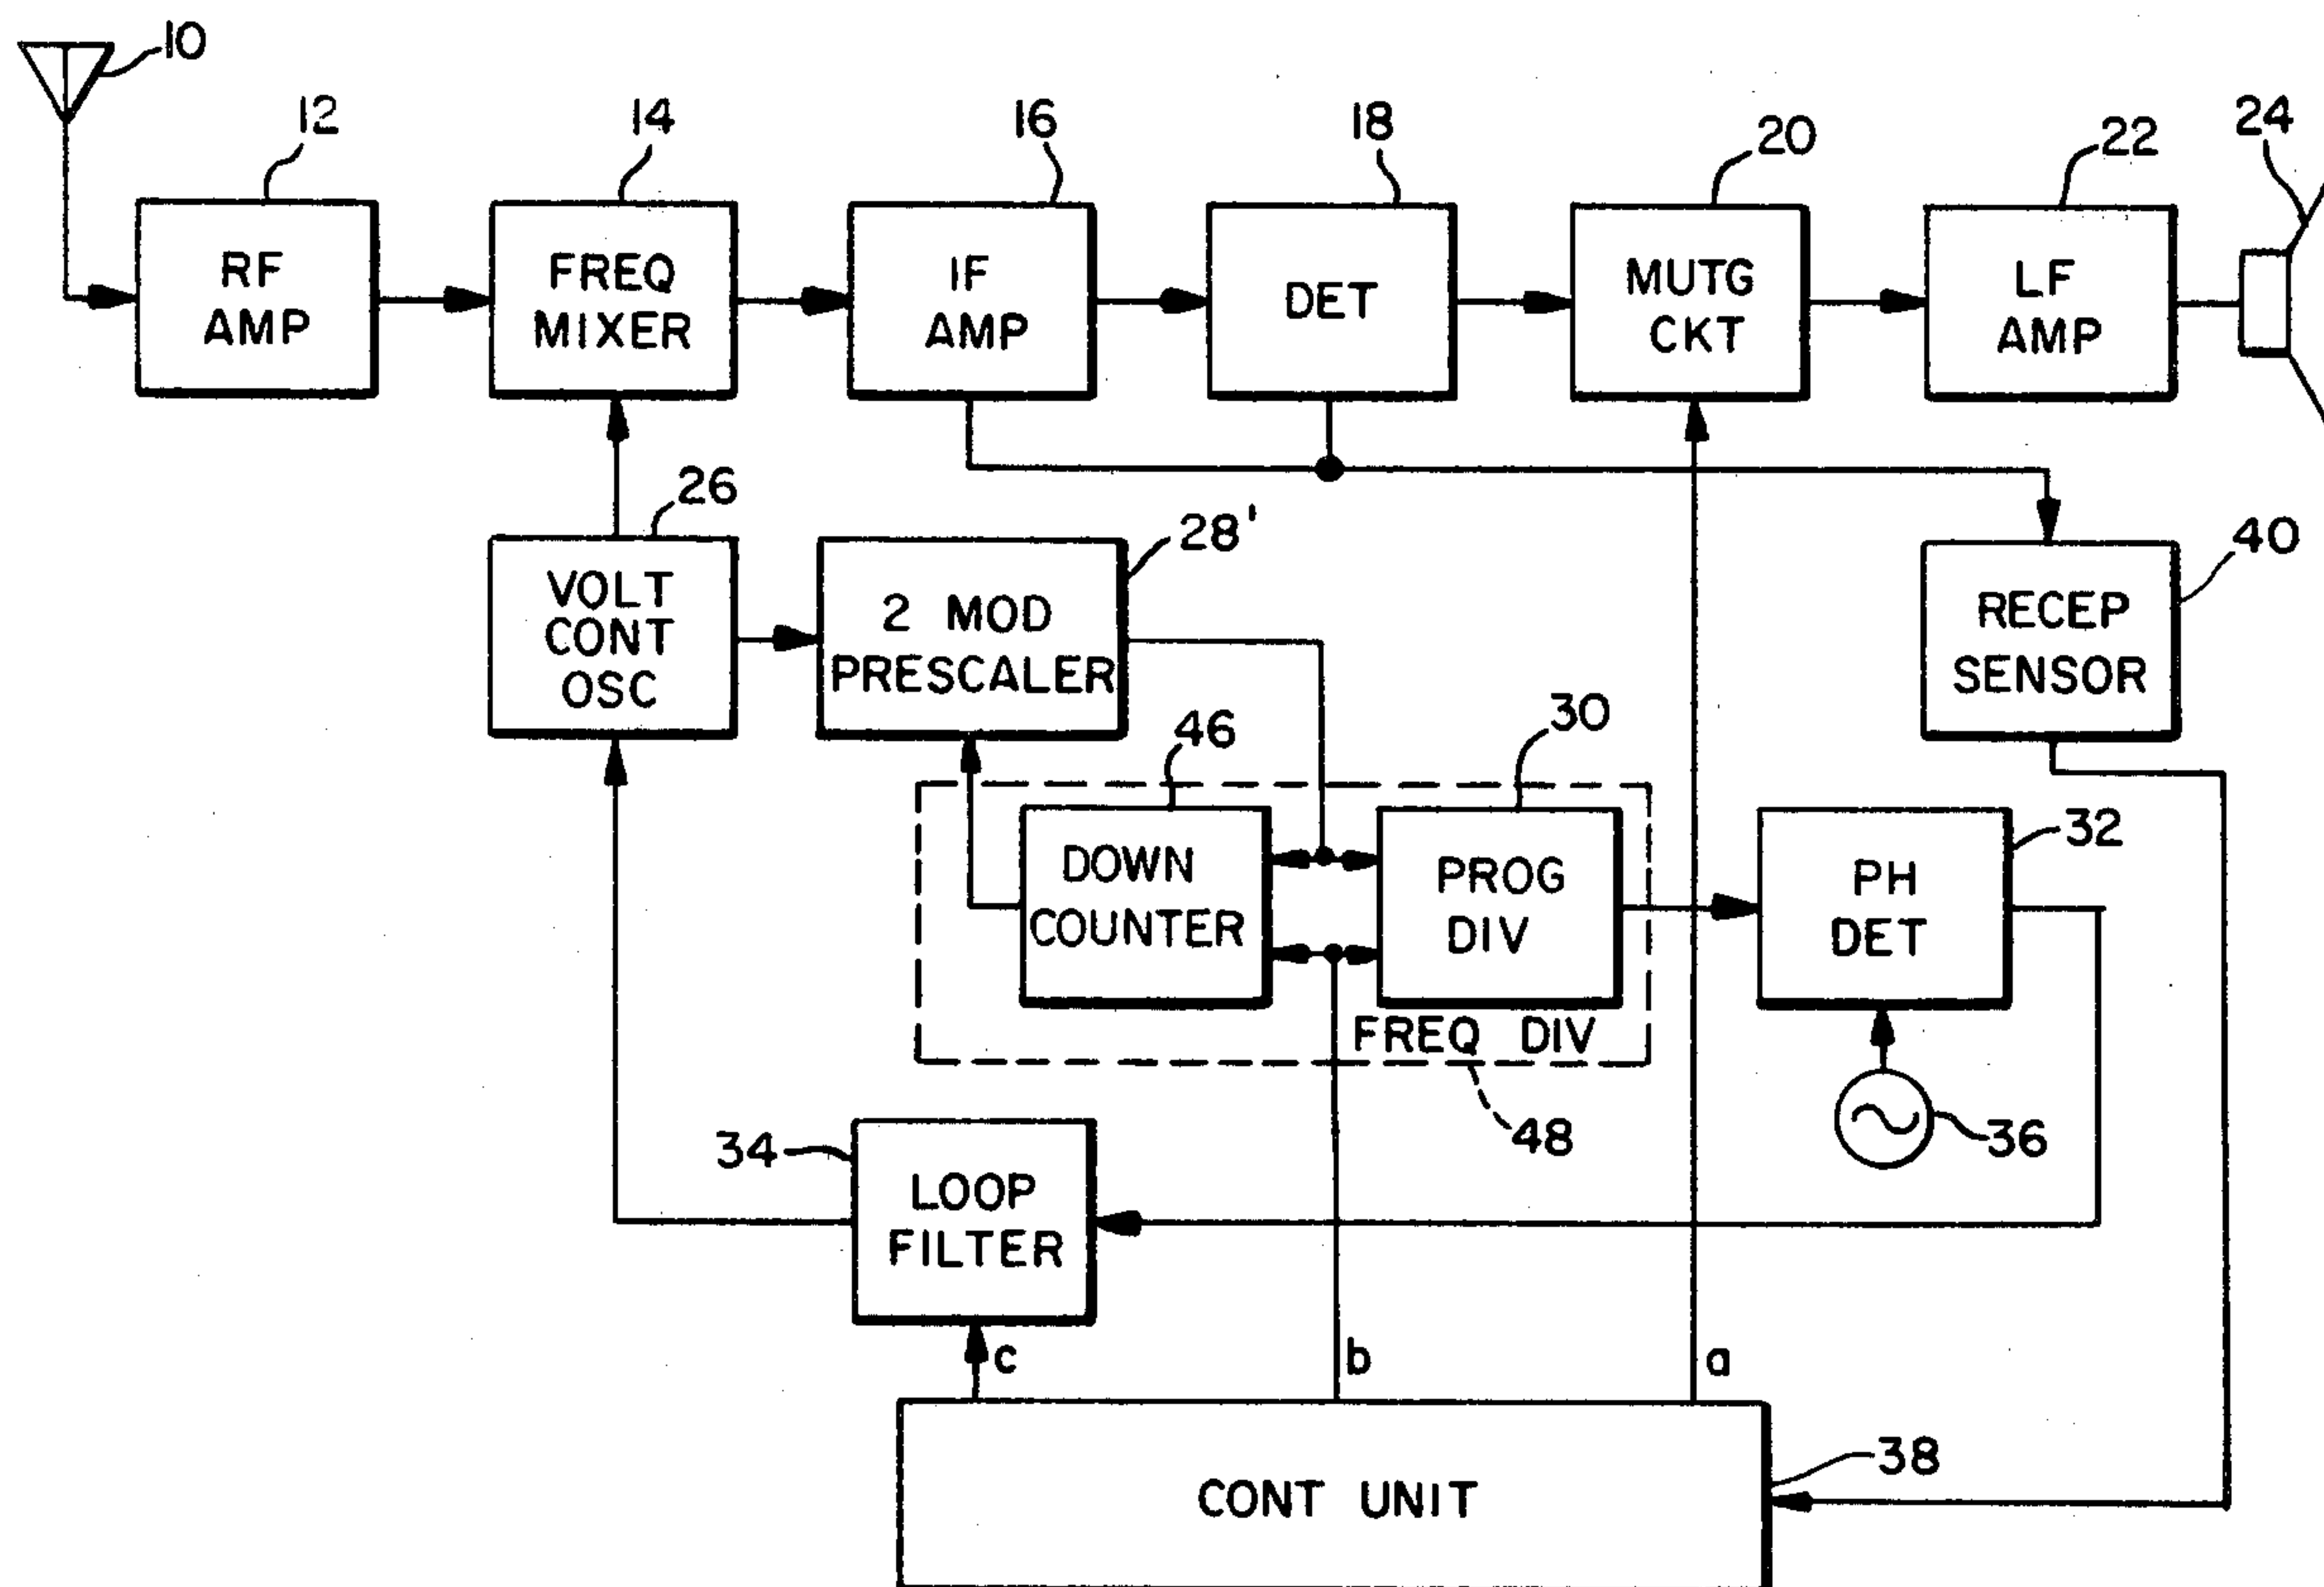 10
12
14
16
18
20
22
24
RF
AMP
FREQ
MIXER
IF
AMP
DET
MUTG
CKT
LF
AMP
26
28'
40
VOLT
CONT
OSC
2 MOD
PRESCALER
RECEP
SENSOR
46
30
32
DOWN
COUNTER
PROG
DIV
PH
DET
FREQ DIV
48
36
34
LOOP
FILTER
c
b
a
38
CONT UNIT